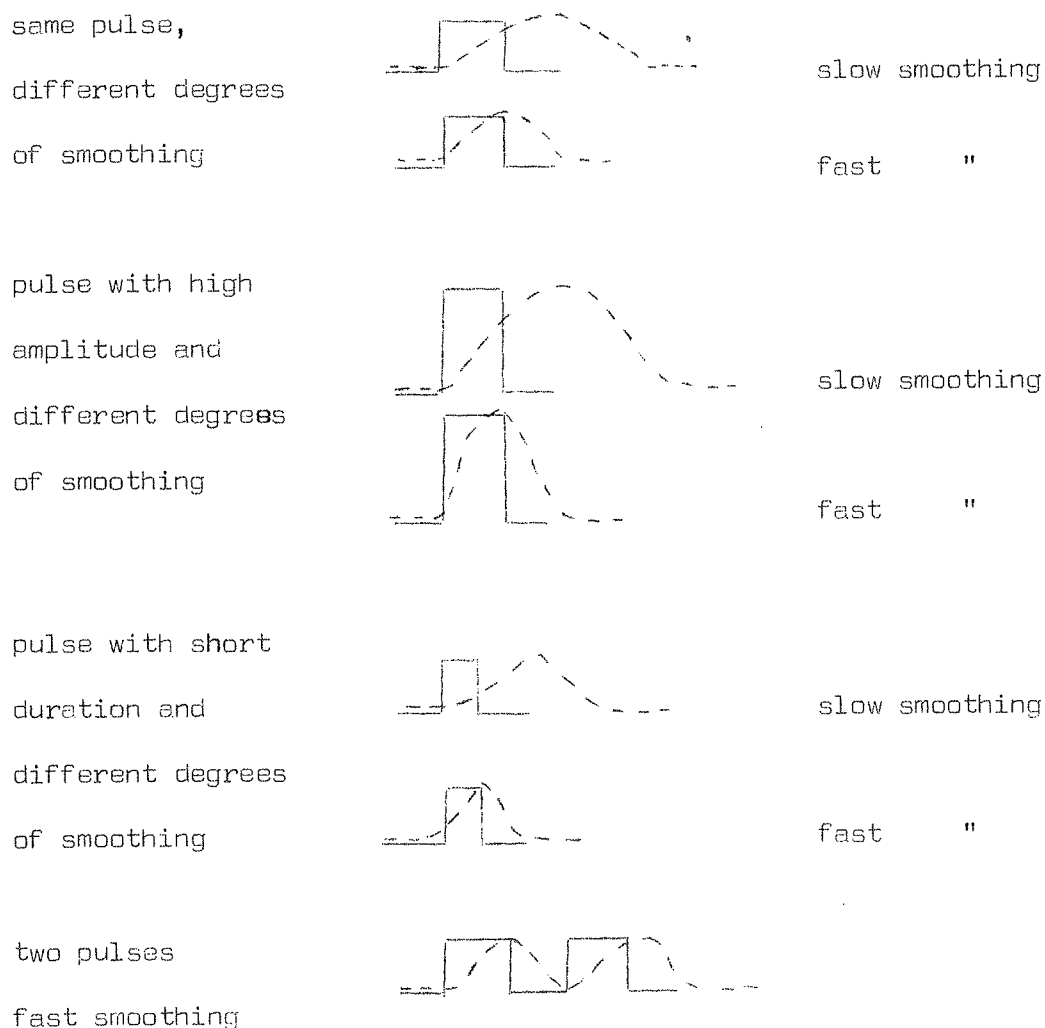 same pulse,
different degrees
of smoothing
slow smoothing
fast "
pulse with high
amplitude and
different degrees
of smoothing
slow smoothing
fast "
pulse with short
duration and
different degrees
of smoothing
slow smoothing
fast "
two pulses
fast smoothing